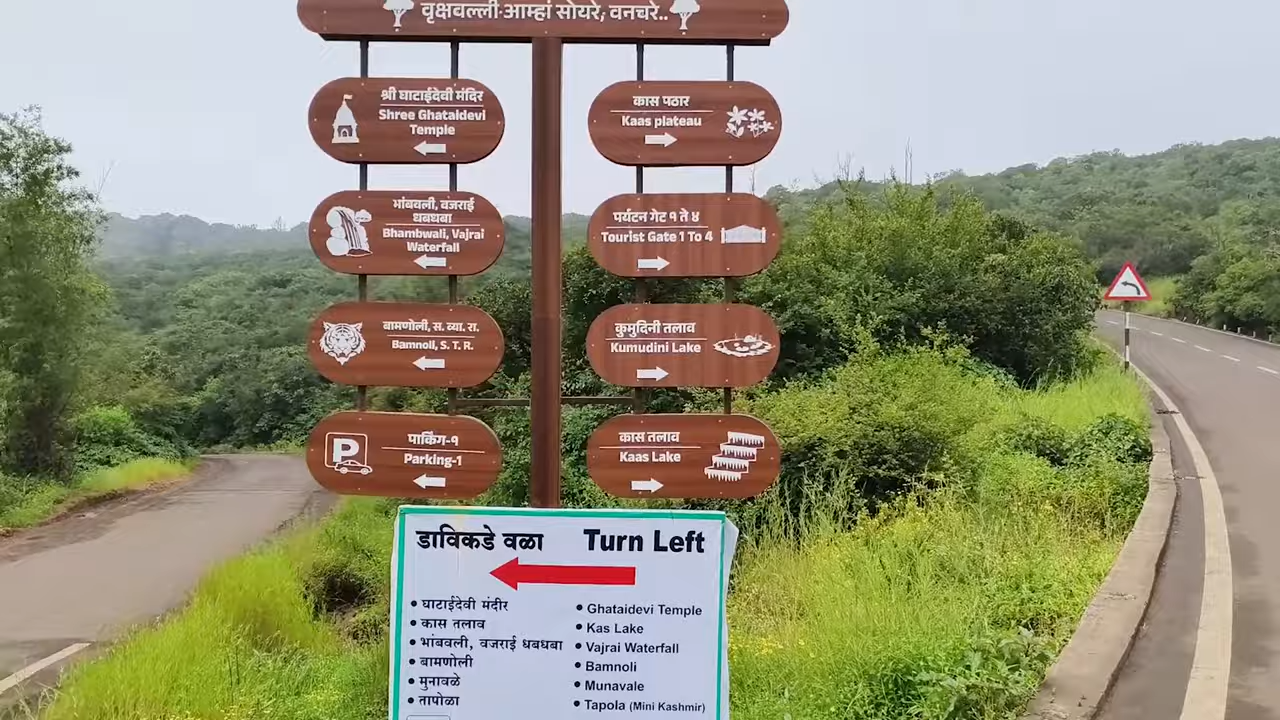 वृक्षवल्ली आम्हां सोयरे, वनचरे..
श्री घाटाईदेवी मंदिर
Shree Ghataidevi
Temple
भांबवली, वजराई
धबधबा
Bhambwali, Vajrai
Waterfall
बामणोली, स. व्या. रा.
Bamnoli, S. T. R.
P
पार्किंग-१
Parking-1
कास पठार
Kaas plateau
पर्यटन गेट १ ते ४
Tourist Gate 1 To 4
कुमुदिनी तलाव
Kumudini Lake
कास तलाव
Kaas Lake
डाविकडे वळा Turn Left
• घाटाईदेवी मंदीर
• कास तलाव
• भांबवली, वजराई धबधबा
• बामणोली
• मुनावळे
• तापोळा
• Ghataidevi Temple
• Kas Lake
• Vajrai Waterfall
• Bamnoli
• Munavale
• Tapola (Mini Kashmir)